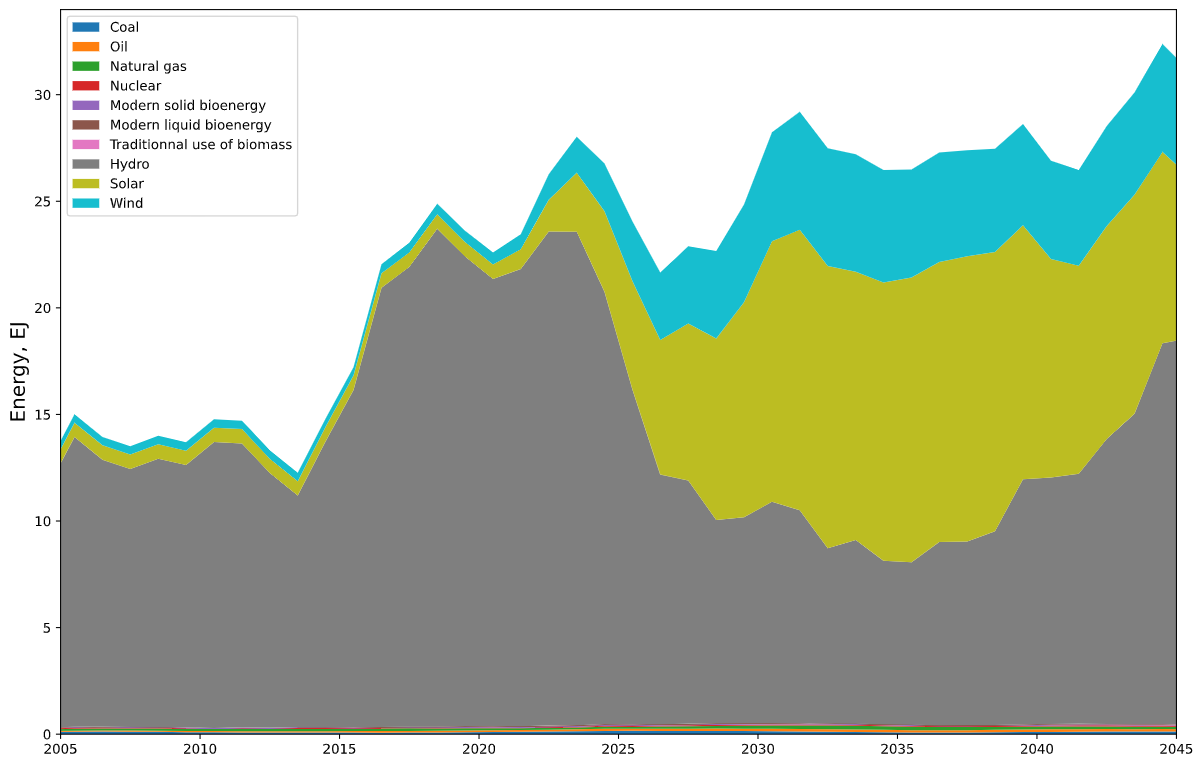 Coal
Oil
Natural gas
Nuclear
Modern solid bioenergy
Modern liquid bioenergy
Traditionnal use of biomass
Hydro
Solar
Wind
Energy, EJ
30
25
20
15
10
5
0
2005 2010 2015 2020 2025 2030 2035 2040 2045